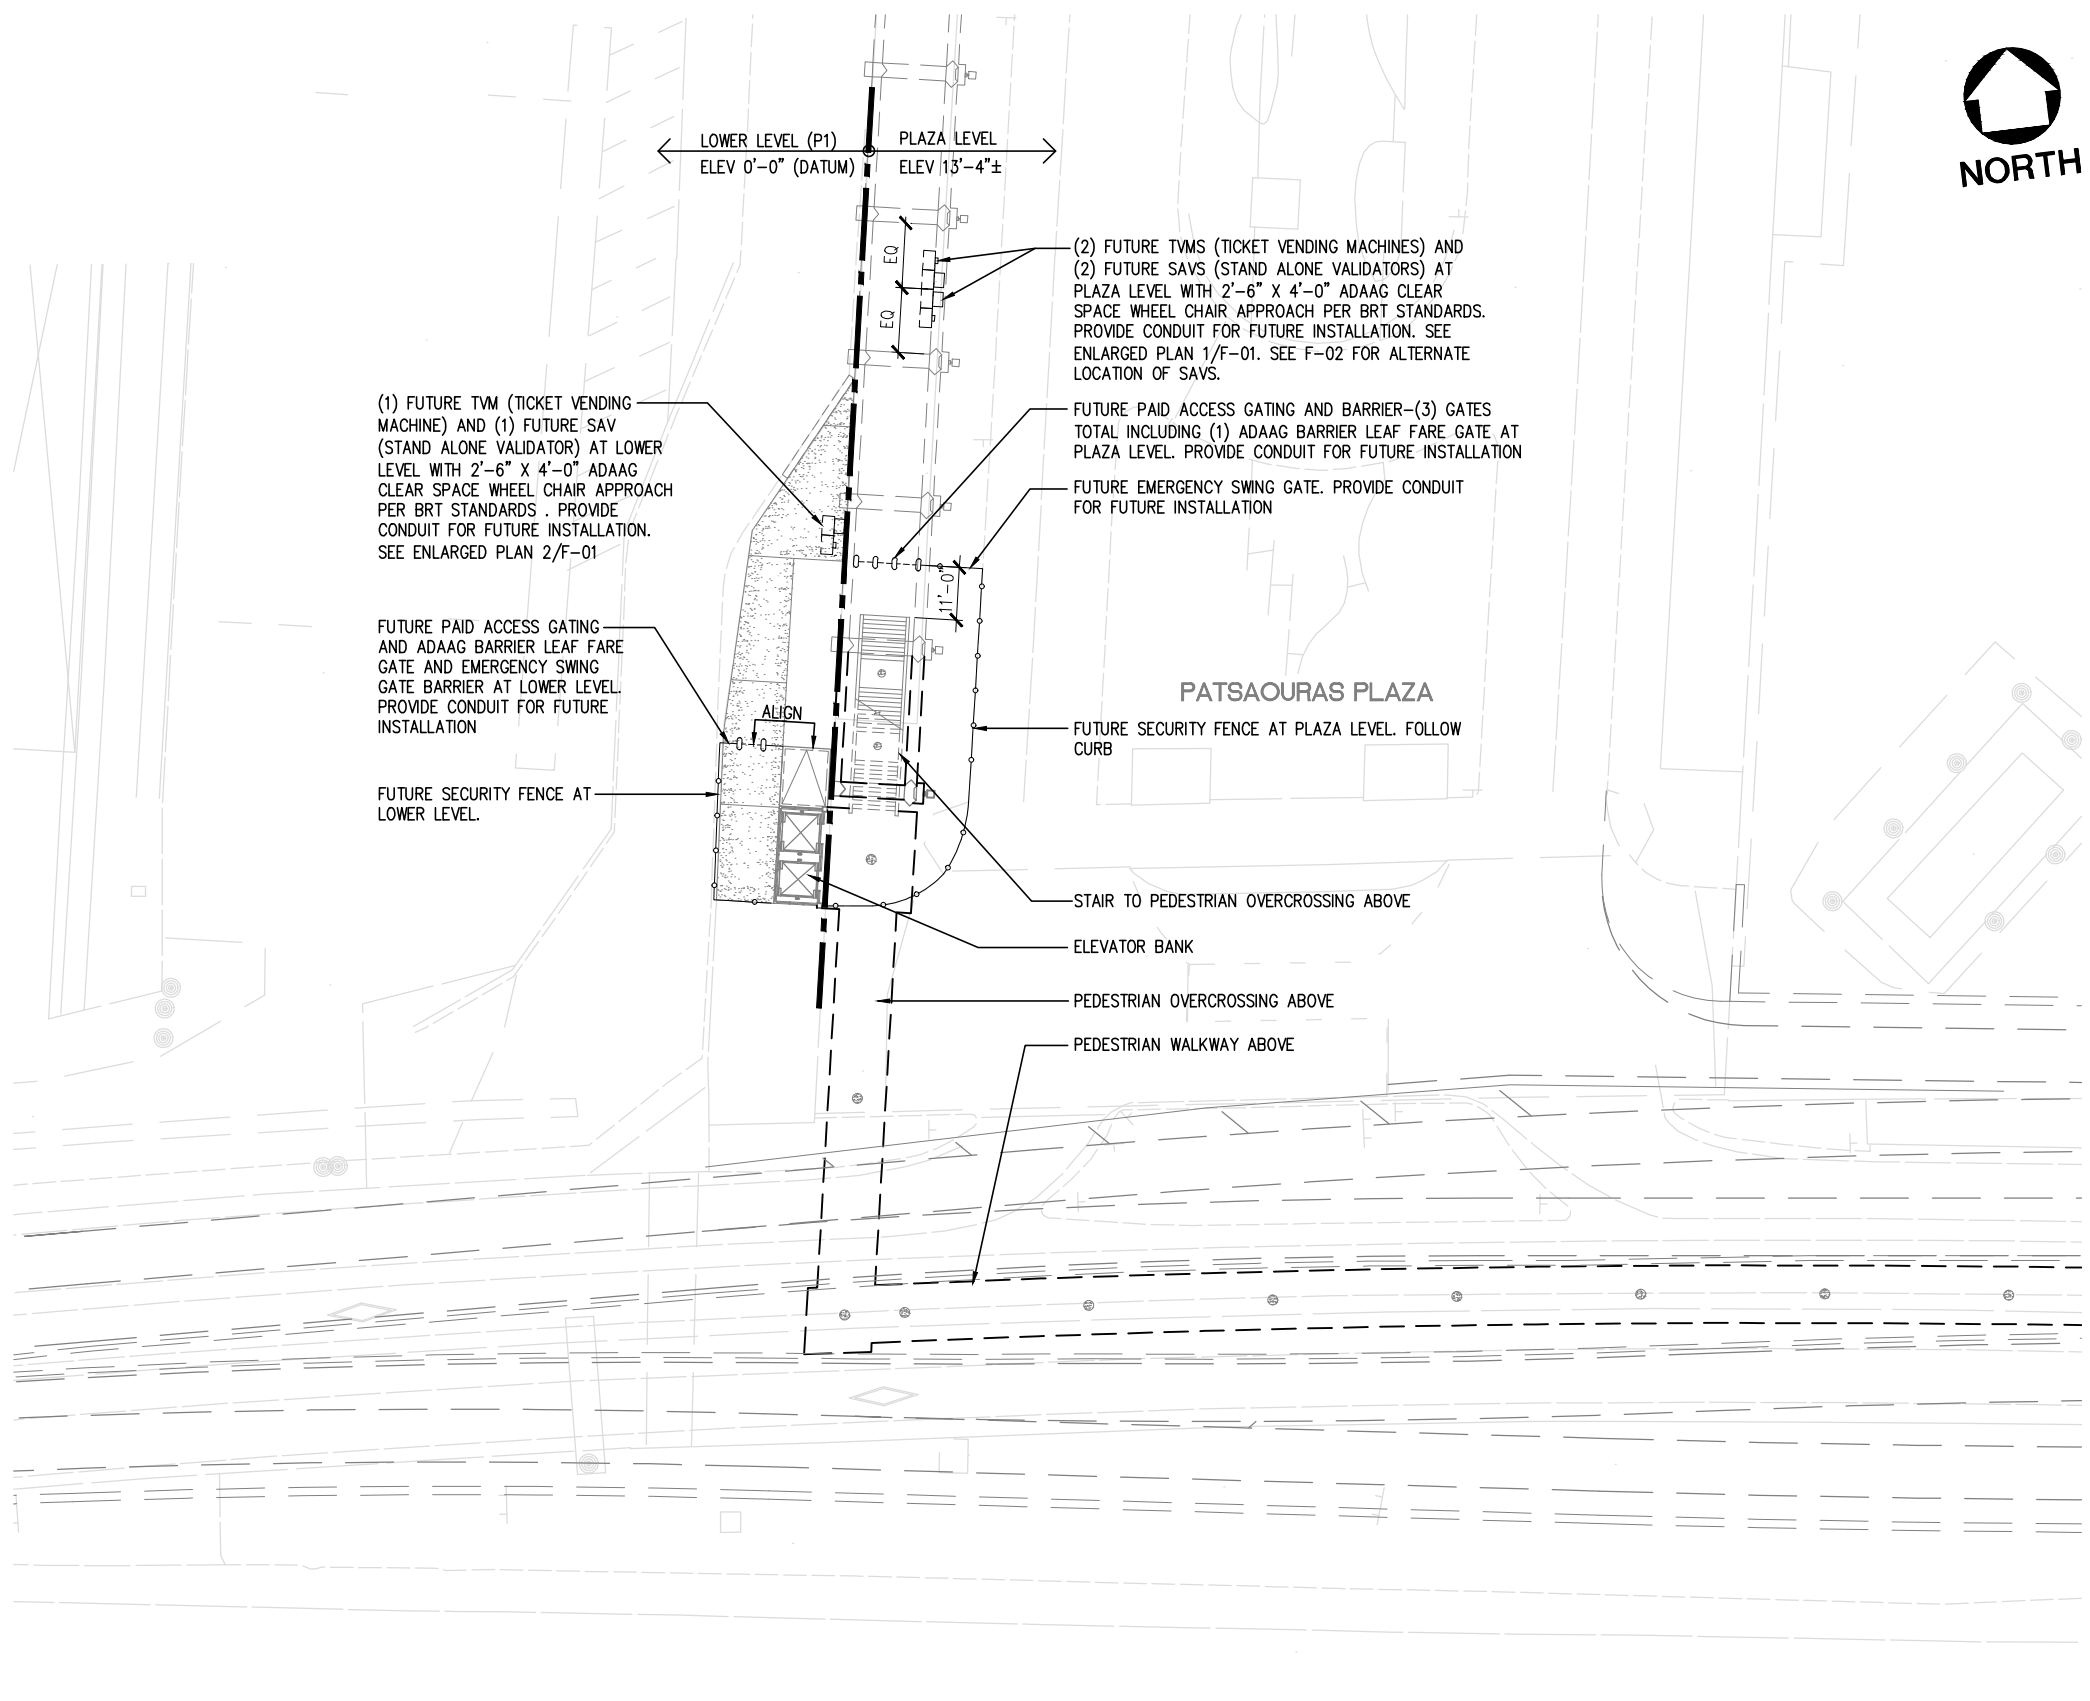 NORTH
LOWER LEVEL (P1)
ELEV 0'-0" (DATUM)
PLAZA LEVEL
ELEV 13'-4"±
EQ
EQ
(2) FUTURE TVMS (TICKET VENDING MACHINES) AND
(2) FUTURE SAVS (STAND ALONE VALIDATORS) AT
PLAZA LEVEL WITH 2'-6" X 4'-0" ADAAG CLEAR
SPACE WHEEL CHAIR APPROACH PER BRT STANDARDS.
PROVIDE CONDUIT FOR FUTURE INSTALLATION. SEE
ENLARGED PLAN 1/F-01. SEE F-02 FOR ALTERNATE
LOCATION OF SAVS.
(1) FUTURE TVM (TICKET VENDING
MACHINE) AND (1) FUTURE SAV
(STAND ALONE VALIDATOR) AT LOWER
LEVEL WITH 2'-6" X 4'-0" ADAAG
CLEAR SPACE WHEEL CHAIR APPROACH
PER BRT STANDARDS . PROVIDE
CONDUIT FOR FUTURE INSTALLATION.
SEE ENLARGED PLAN 2/F-01
FUTURE PAID ACCESS GATING AND BARRIER-(3) GATES
TOTAL INCLUDING (1) ADAAG BARRIER LEAF FARE GATE AT
PLAZA LEVEL. PROVIDE CONDUIT FOR FUTURE INSTALLATION
FUTURE EMERGENCY SWING GATE. PROVIDE CONDUIT
FOR FUTURE INSTALLATION
11'-0"
FUTURE PAID ACCESS GATING
AND ADAAG BARRIER LEAF FARE
GATE AND EMERGENCY SWING
GATE BARRIER AT LOWER LEVEL.
PROVIDE CONDUIT FOR FUTURE
INSTALLATION
ALIGN
PATSAOURAS PLAZA
FUTURE SECURITY FENCE AT PLAZA LEVEL. FOLLOW
CURB
FUTURE SECURITY FENCE AT
LOWER LEVEL.
STAIR TO PEDESTRIAN OVERCROSSING ABOVE
ELEVATOR BANK
PEDESTRIAN OVERCROSSING ABOVE
PEDESTRIAN WALKWAY ABOVE